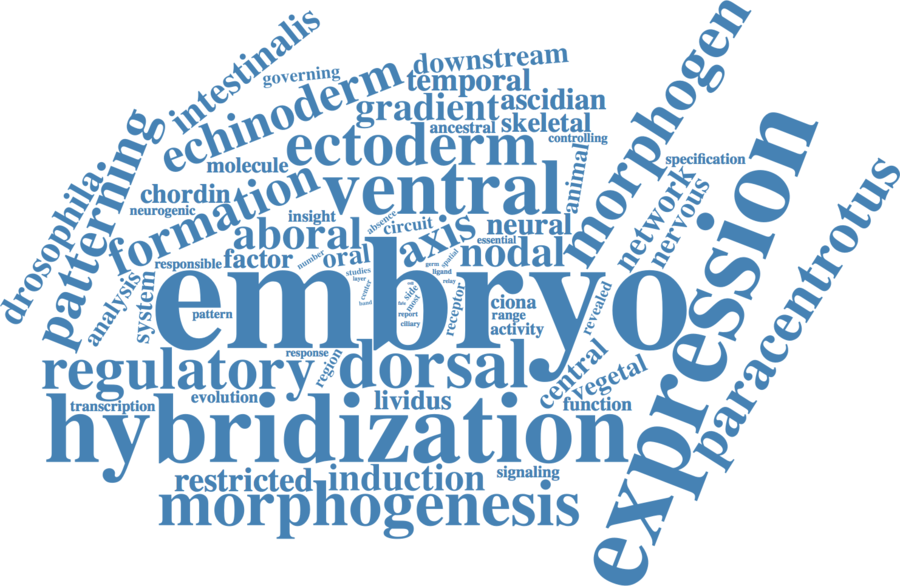 intestinalis
governing
echinoderm
downstream
temporal
gradient
ascidian
ancestral
skeletal
controlling
morphogen
patterning
drosophila
molecule
ectoderm
animal
specification
chordin
neurogenic
formation
ventral
insight
absence
circuit
axis
neural
network
nervous
expression
paracentrotus
aboral
essential
nodal
responsible
factor
number
oral
spatial
germ
ligand
relay
studies
layer
center
hand
side
most
report
ciliary
analysis
system
pattern
embryo
receptor
ciona
range
activity
revealed
regulatory
response
region
dorsal
central
vegetal
transcription
evolution
lividus
function
hybridization
restricted
induction
signaling
morphogenesis